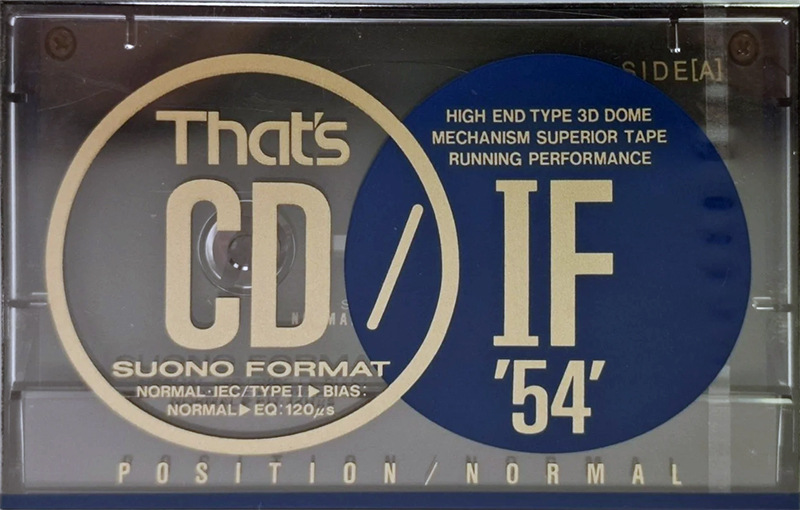 SIDE[A]
That's
CD/IF
'54'
HIGH END TYPE 3D DOME
MECHANISM SUPERIOR TAPE
RUNNING PERFORMANCE
SUONO FORMAT
NORMAL·IEC/TYPE I ▶ BIAS:
NORMAL ▶ EQ:120µs
POSITION/NORMAL